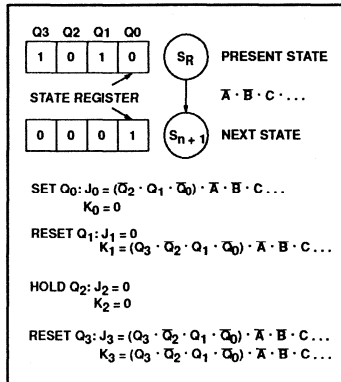 Q3 Q2 Q1 Q0
1 0 1 0
S_R
PRESENT STATE
STATE REGISTER
A̅ · B̅ · C · ...
0 0 0 1
S_{n + 1}
NEXT STATE
SET Q₀: J₀ = (Q̅₂ · Q₁ · Q̅₀) · A̅ · B̅ · C ...
K₀ = 0
RESET Q₁: J₁ = 0
K₁ = (Q₃ · Q̅₂ · Q₁ · Q̅₀) · A̅ · B̅ · C ...
HOLD Q₂: J₂ = 0
K₂ = 0
RESET Q₃: J₃ = (Q₃ · Q̅₂ · Q₁ · Q̅₀) · A̅ · B̅ · C ...
K₃ = (Q₃ · Q̅₂ · Q₁ · Q̅₀) · A̅ · B̅ · C ...